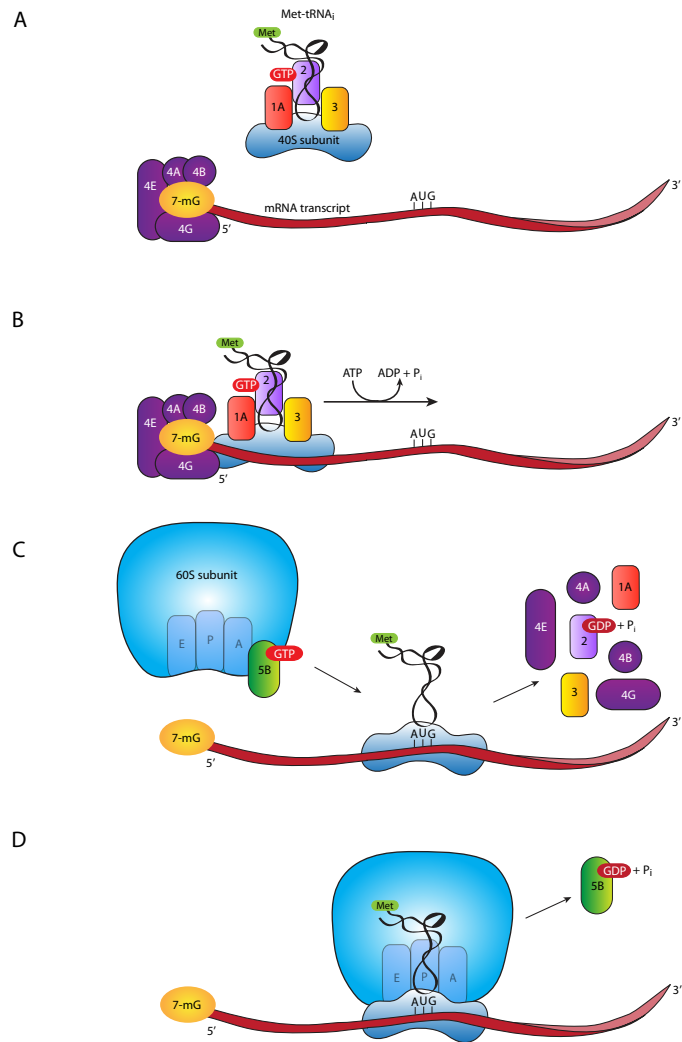 A
Met-tRNAi
Met
GTP
2
1A
3
40S subunit
4A
4B
4E
7-mG
4G
5’
mRNA transcript
AUG
3’
B
Met
GTP
2
1A
3
ATP
ADP + Pi
4A
4B
4E
7-mG
4G
5’
AUG
3’
C
60S subunit
E
P
A
5B
GTP
Met
4A
1A
4E
GDP + Pi
2
4B
3
4G
7-mG
5’
AUG
3’
D
GDP + Pi
5B
Met
E
P
A
7-mG
5’
AUG
3’